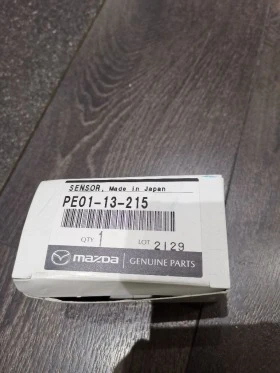 SENSOR, Made in Japan
PE01-13-215
QTY 1 LOT 2129
mazda GENUINE PARTS